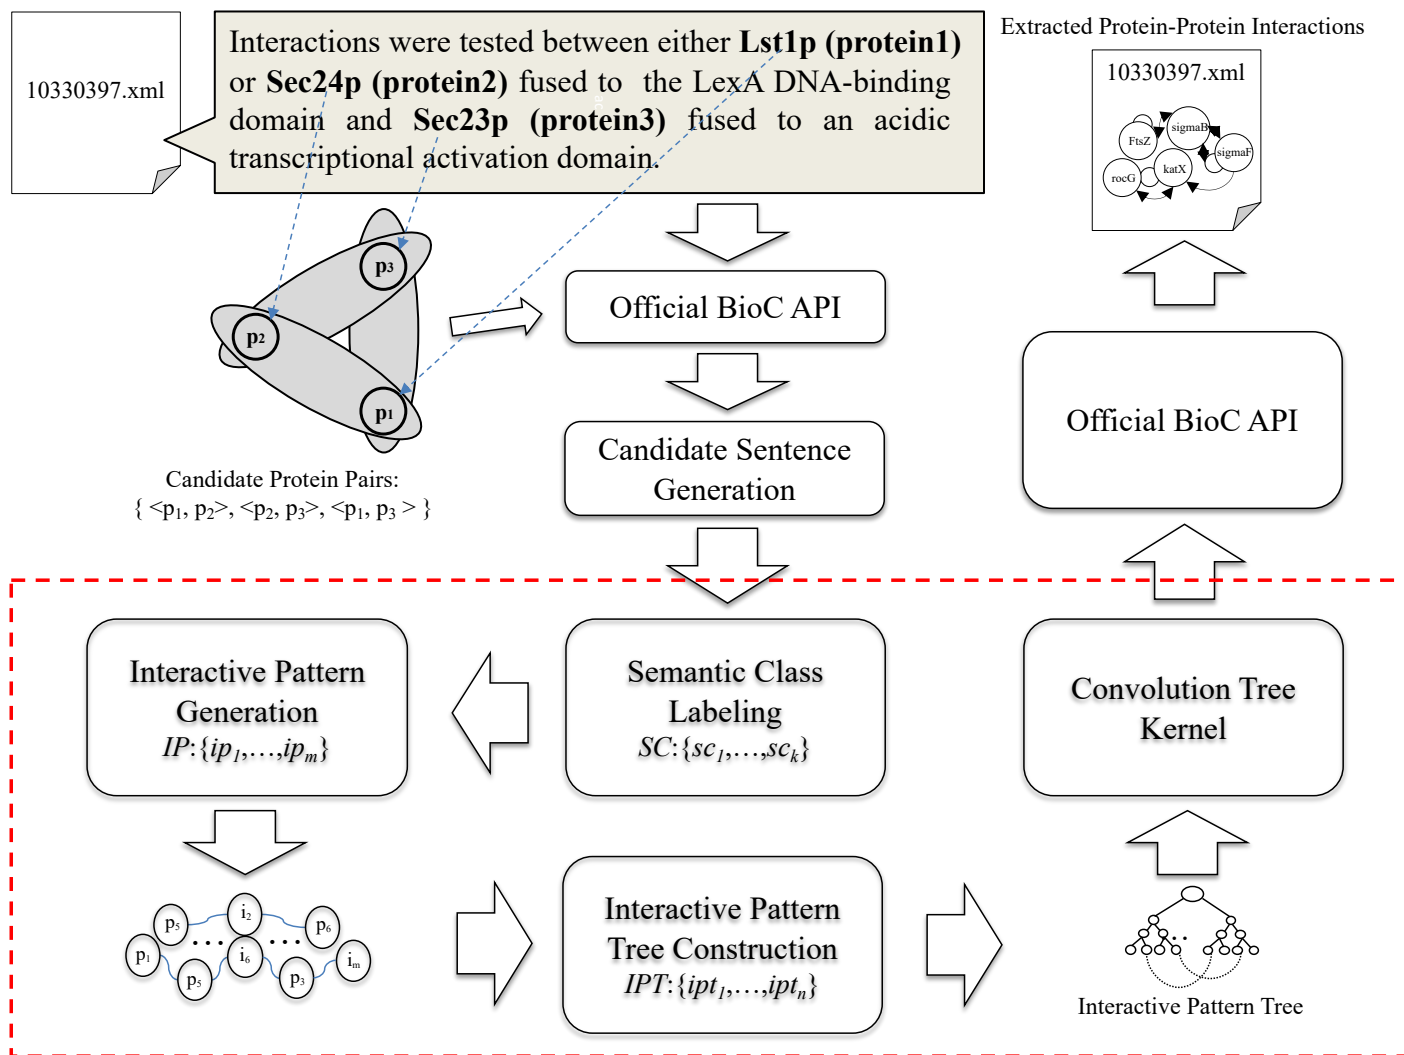 10330397.xml
Interactions were tested between either Lst1p (protein1)
or Sec24p (protein2) fused to the LexA DNA-binding
domain and Sec23p (protein3) fused to an acidic
transcriptional activation domain.
Extracted Protein-Protein Interactions
10330397.xml
FtsZ
sigmaB
sigmaF
rocG
katX
p3
p2
p1
Candidate Protein Pairs:
{ <p1, p2>, <p2, p3>, <p1, p3 > }
Official BioC API
Candidate Sentence
Generation
Official BioC API
Interactive Pattern
Generation
IP:{ip1,…,ipm}
Semantic Class
Labeling
SC:{sc1,…,sck}
Convolution Tree
Kernel
p5
i2
p6
p1
i6
im
p5
p3
Interactive Pattern
Tree Construction
IPT:{ipt1,…,iptn}
Interactive Pattern Tree